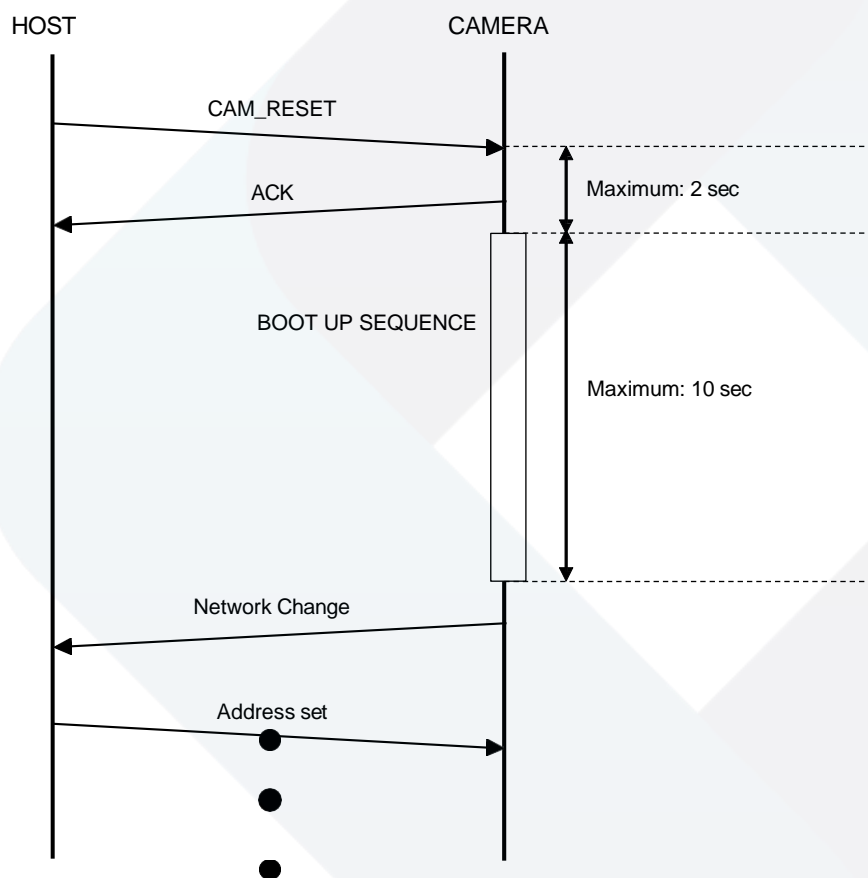 HOST
CAMERA
CAM_RESET
ACK
Maximum: 2 sec
BOOT UP SEQUENCE
Maximum: 10 sec
Network Change
Address set